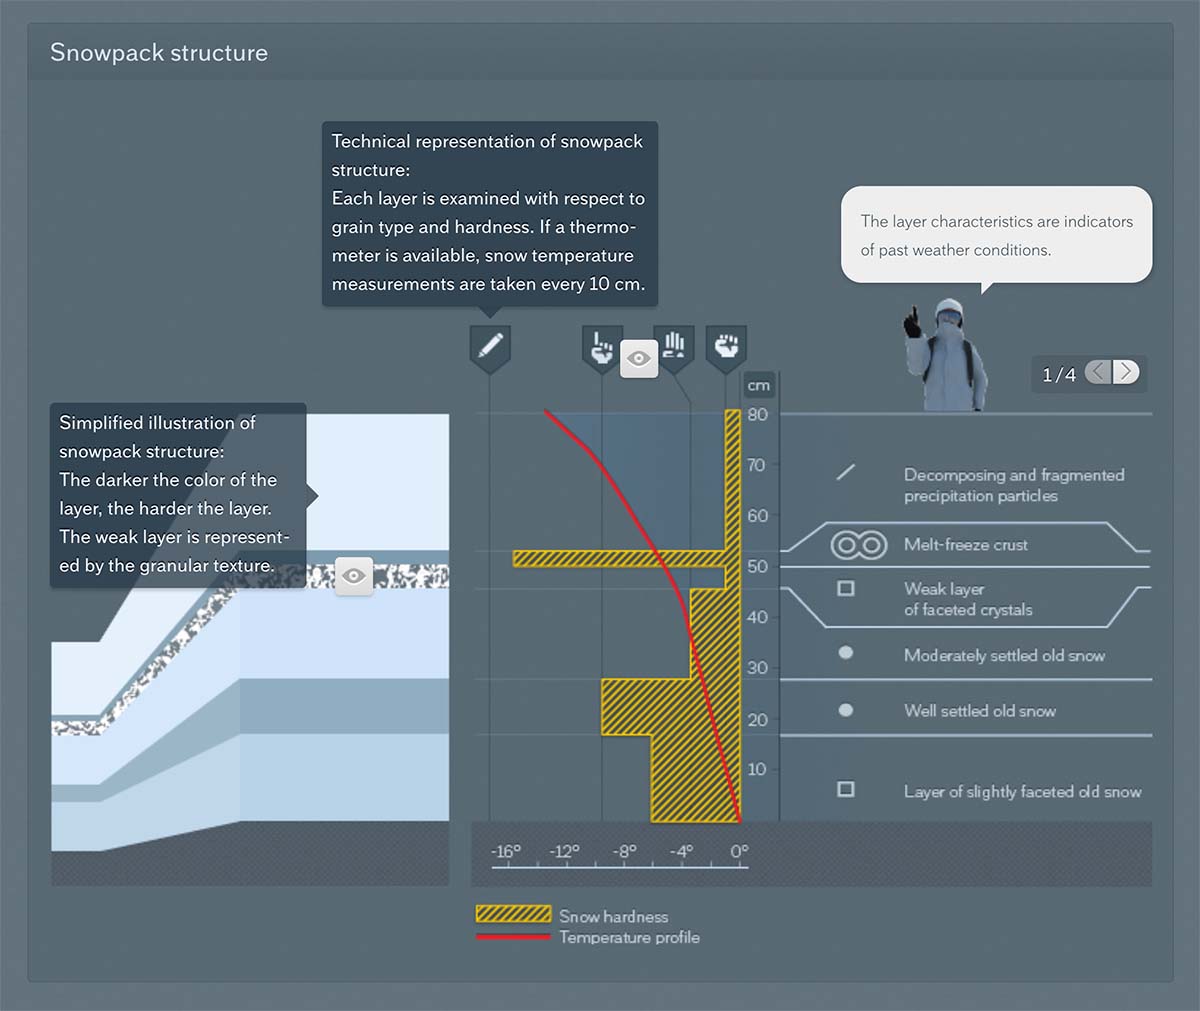 Snowpack structure
Technical representation of snowpack
structure:
Each layer is examined with respect to
grain type and hardness. If a thermo-
meter is available, snow temperature
measurements are taken every 10 cm.
The layer characteristics are indicators
of past weather conditions.
1/4
Simplified illustration of
snowpack structure:
The darker the color of the
layer, the harder the layer.
The weak layer is represent-
ed by the granular texture.
cm
80
70
60
50
40
30
20
10
Decomposing and fragmented
precipitation particles
Melt-freeze crust
Weak layer
of faceted crystals
Moderately settled old snow
Well settled old snow
Layer of slightly faceted old snow
-16° -12° -8° -4° 0°
Snow hardness
Temperature profile